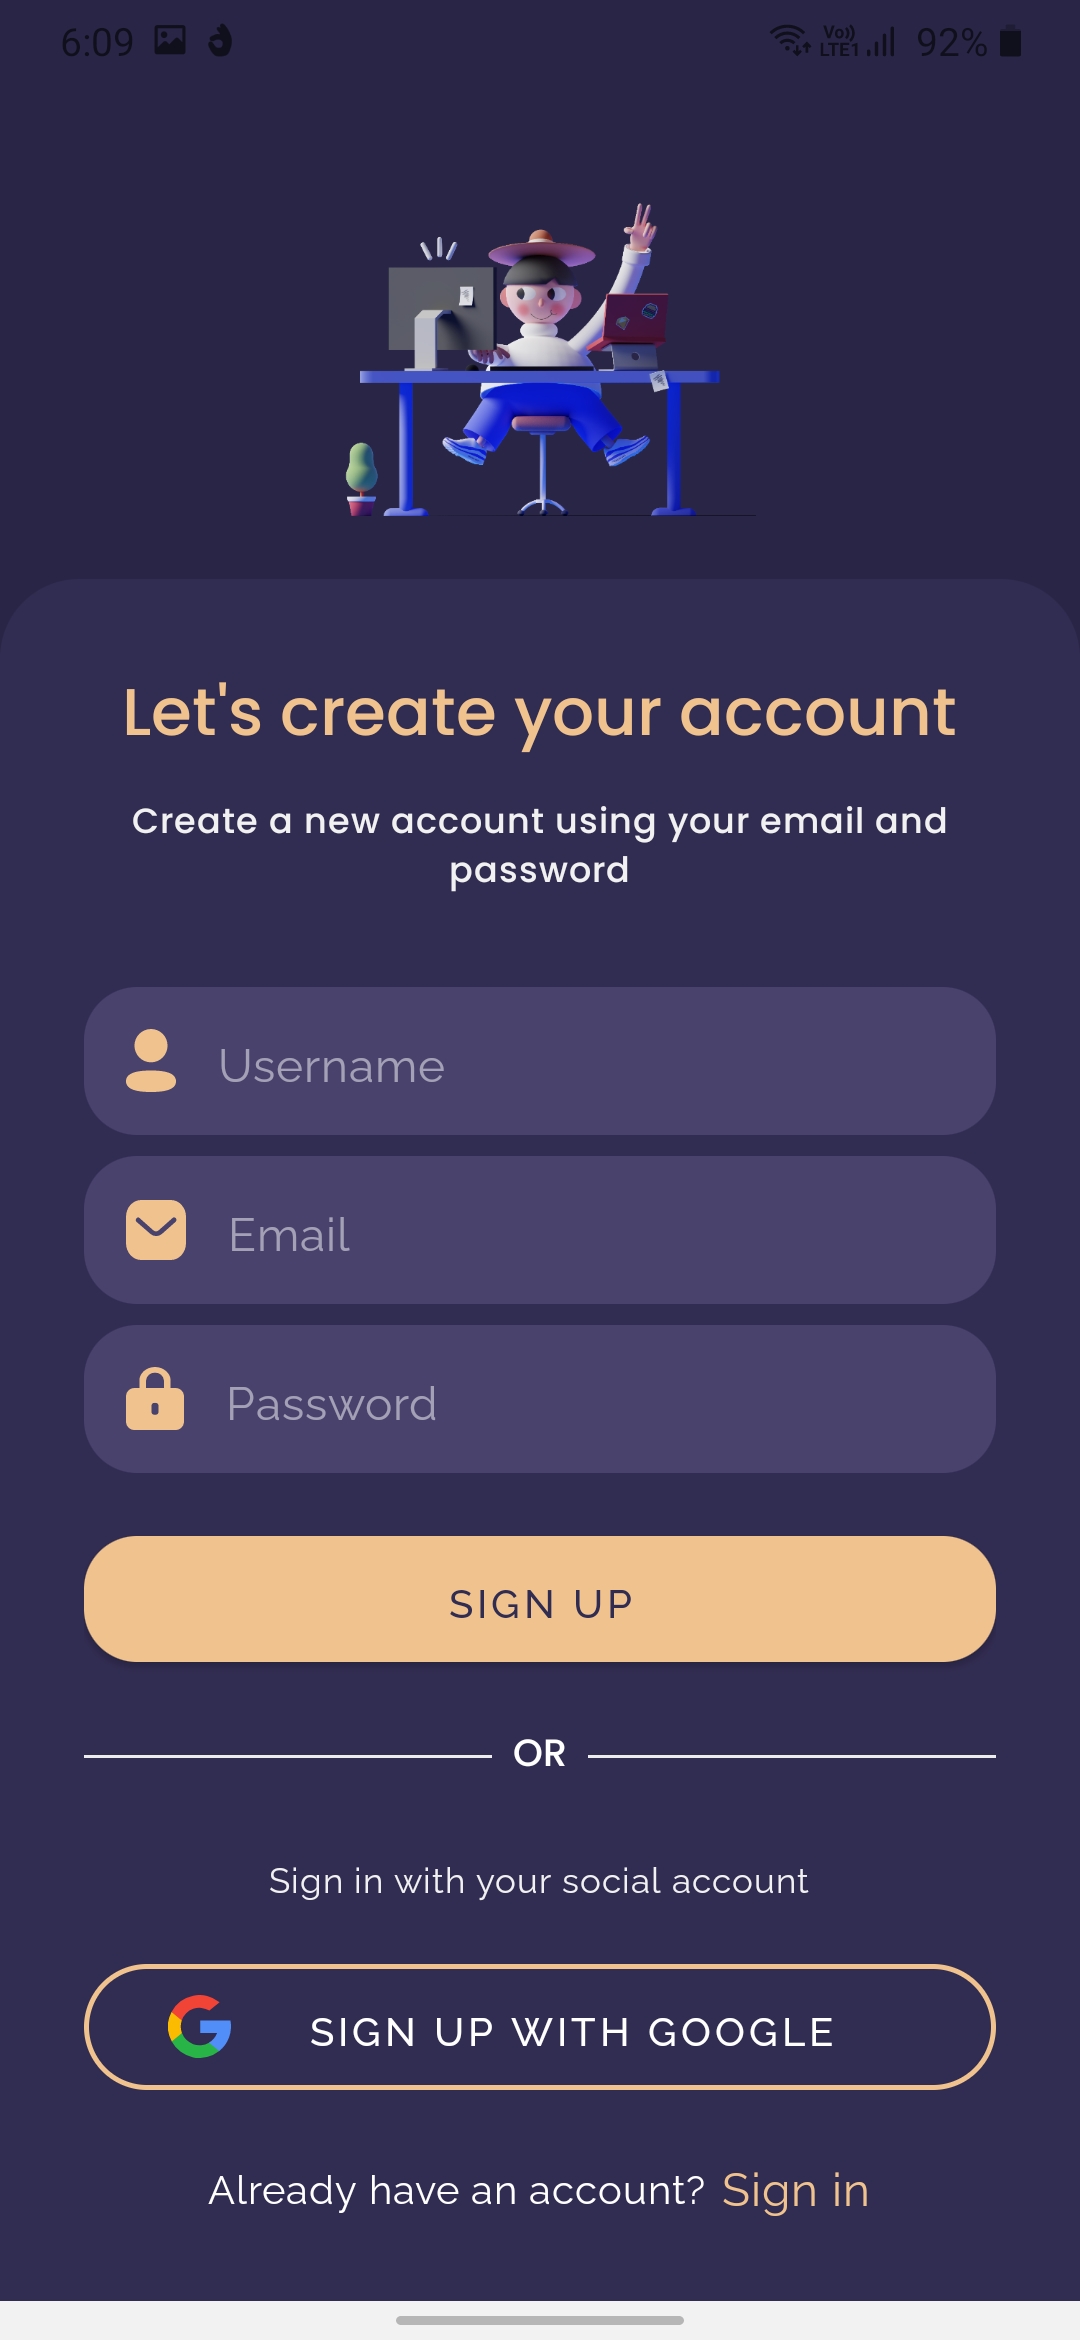 6:09 Vo)) LTE1 92%
Let's create your account
Create a new account using your email and
password
Username
Email
Password
SIGN UP
OR
Sign in with your social account
SIGN UP WITH GOOGLE
Already have an account? Sign in